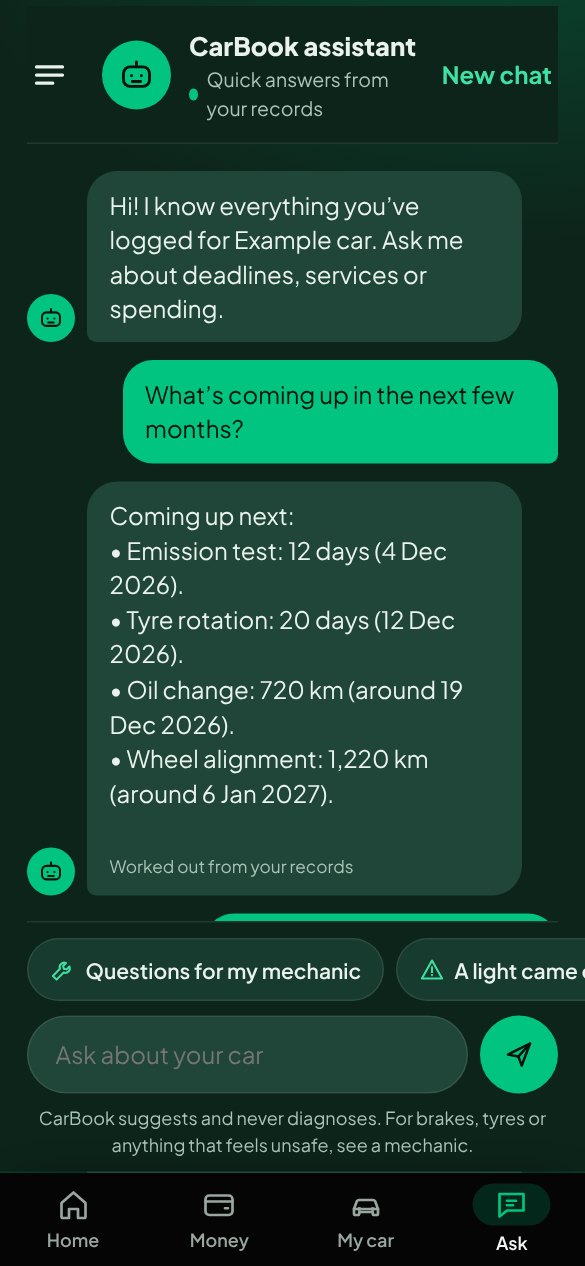 CarBook assistant
Quick answers from
your records
New chat
Hi! I know everything you’ve
logged for Example car. Ask me
about deadlines, services or
spending.
What’s coming up in the next few
months?
Coming up next:
• Emission test: 12 days (4 Dec
2026).
• Tyre rotation: 20 days (12 Dec
2026).
• Oil change: 720 km (around 19
Dec 2026).
• Wheel alignment: 1,220 km
(around 6 Jan 2027).
Worked out from your records
Questions for my mechanic
A light came
Ask about your car
CarBook suggests and never diagnoses. For brakes, tyres or
anything that feels unsafe, see a mechanic.
Home
Money
My car
Ask